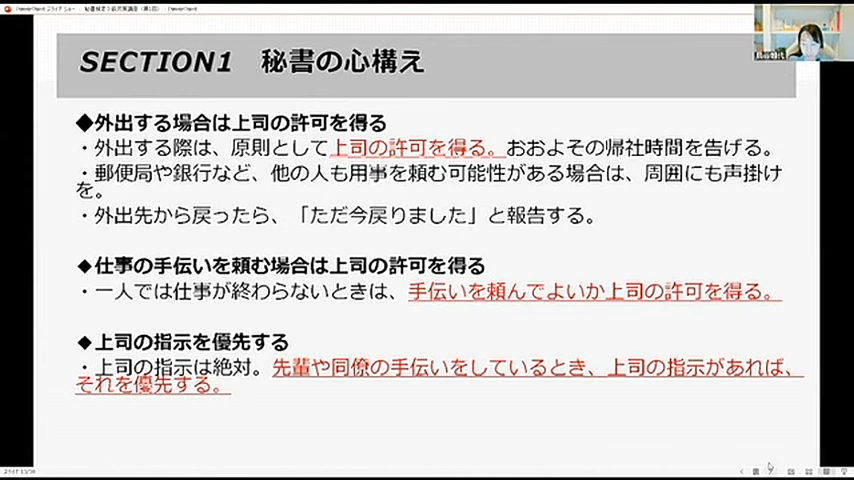 SECTION1 秘書の心構え
◆外出する場合は上司の許可を得る
・外出する際は、原則として上司の許可を得る。おおよその帰社時間を告げる。
・郵便局や銀行など、他の人も用事を頼む可能性がある場合は、周囲にも声掛け
を。
・外出先から戻ったら、「ただ今戻りました」と報告する。
◆仕事の手伝いを頼む場合は上司の許可を得る
・一人では仕事が終わらないときは、手伝いを頼んでよいか上司の許可を得る。
◆上司の指示を優先する
・上司の指示は絶対。先輩や同僚の手伝いをしているとき、上司の指示があれば、
それを優先する。